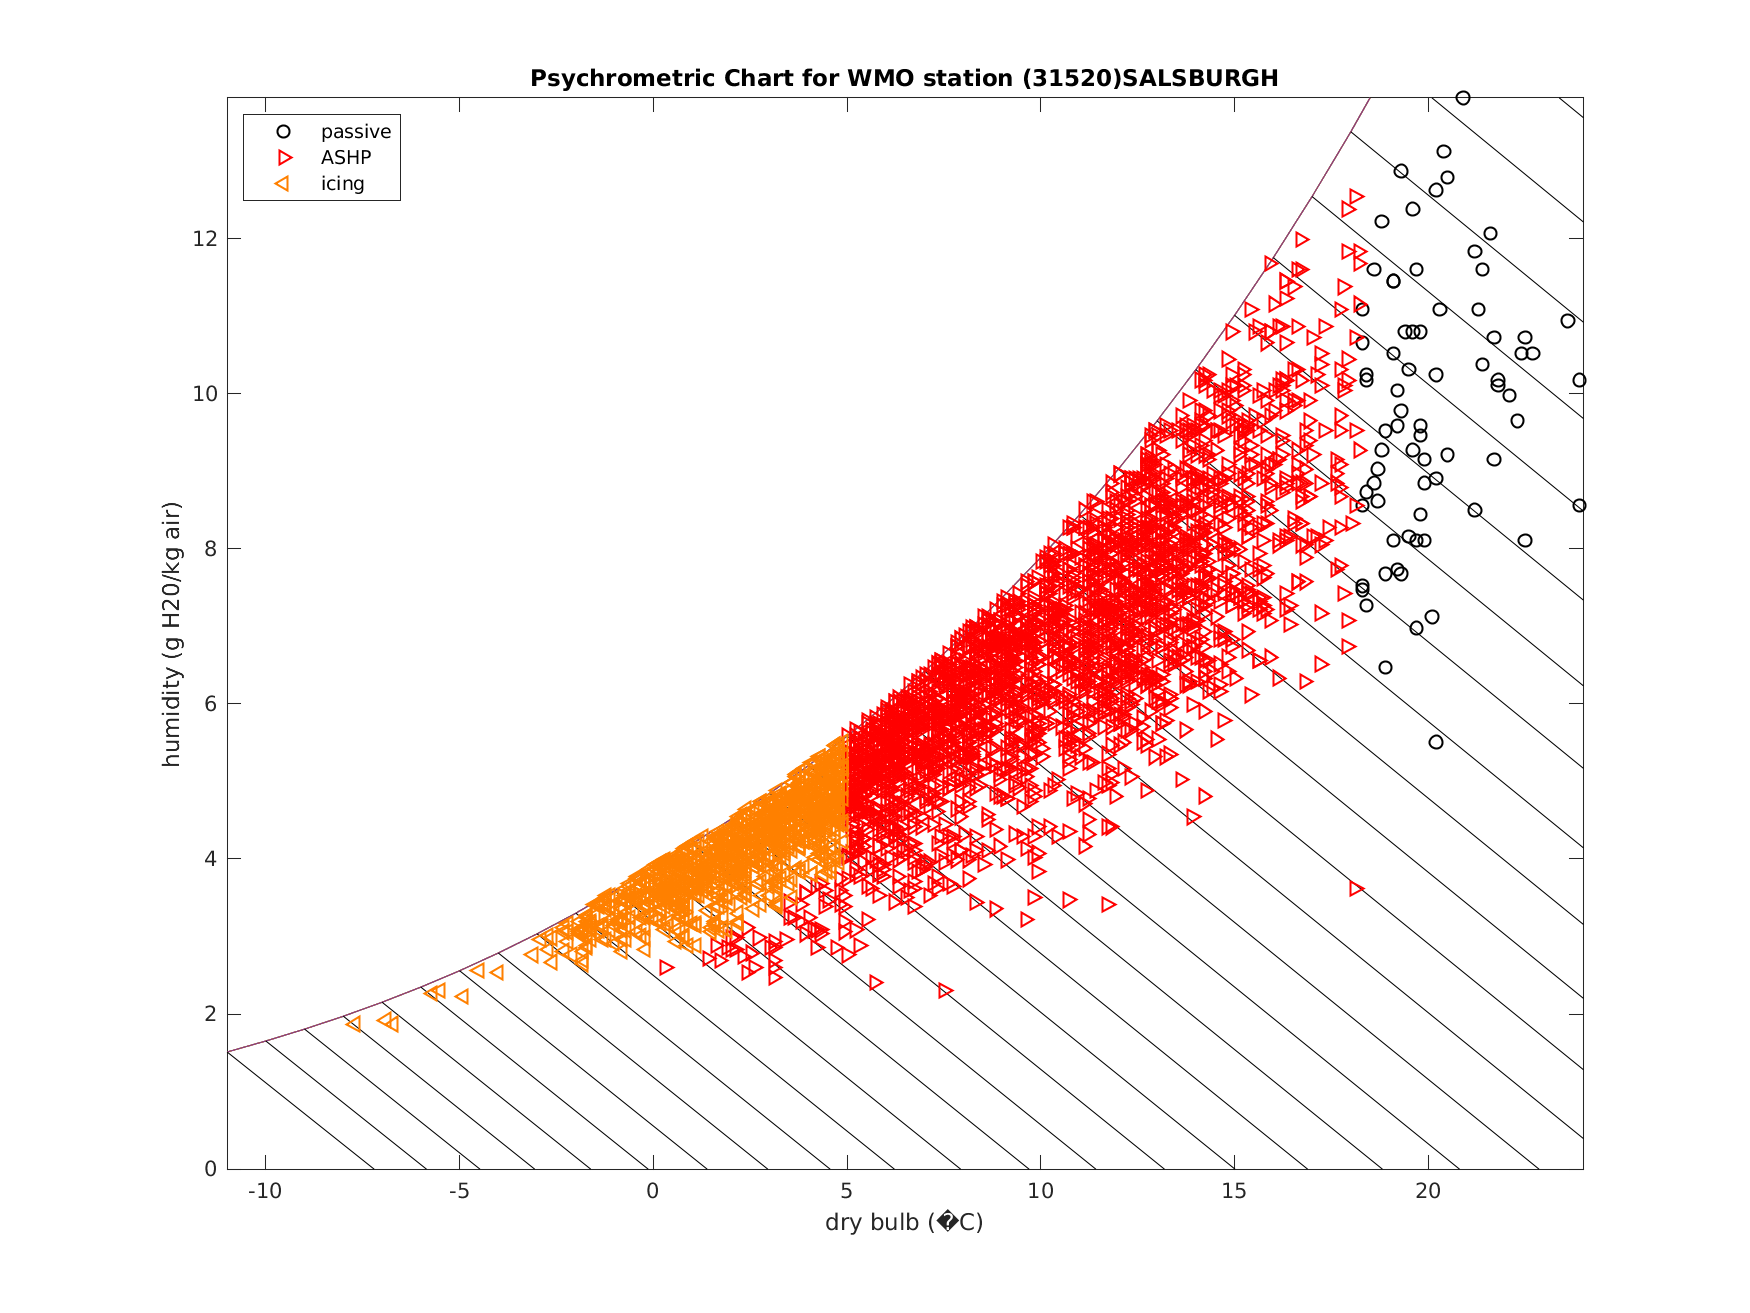 Psychrometric Chart for WMO station (31520)SALSBURGH
passive
ASHP
icing
12
10
8
6
4
2
0
humidity (g H20/kg air)
-10 -5 0 5 10 15 20
dry bulb (�C)